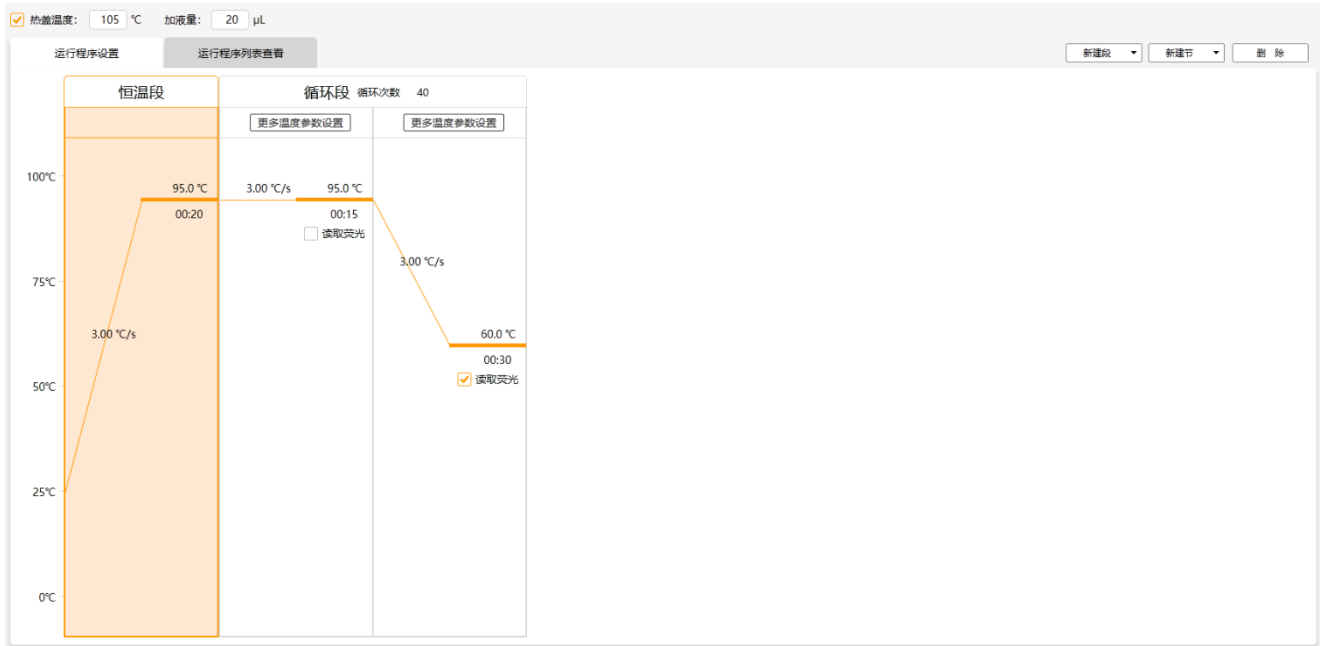 热盖温度: 105 ℃ 加液量: 20 μL
运行程序设置 运行程序列表查看 新建段 新建节 删 除
恒温段 循环段 循环次数 40
更多温度参数设置 更多温度参数设置
100℃
95.0 ℃ 3.00 ℃/s 95.0 ℃
00:20 00:15
读取荧光
3.00 ℃/s
75℃
3.00 ℃/s 60.0 ℃
00:30
50℃ 读取荧光
25℃
0℃